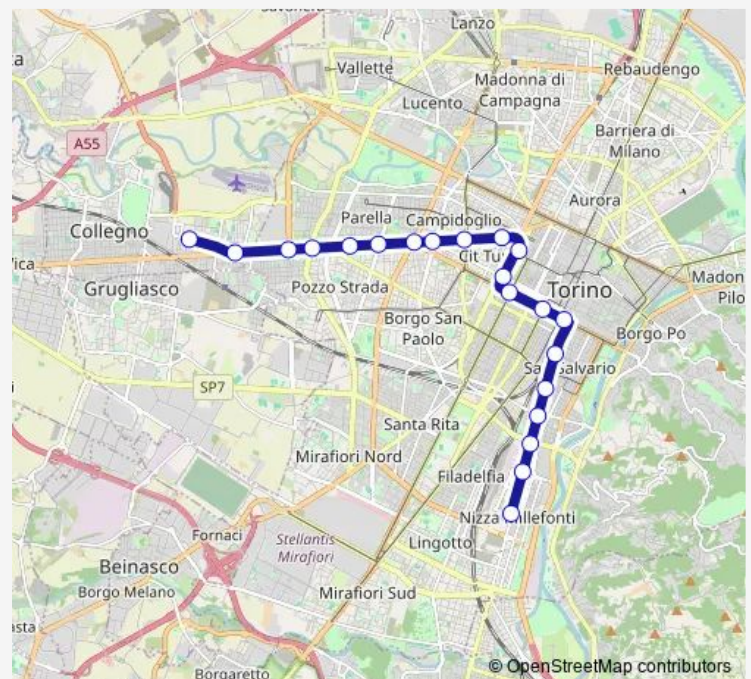 Lanzo
Vallette
Rebaudengo
Madonna di
Campagna
Lucento
A55
Barriera di
Milano
Aurora
Parella
Campidoglio
Collegno
Cit Tu
Grugliasco
Pozzo Strada
Torino
Madon
Pilo
Borgo San
Paolo
Borgo Po
SP7
Salvario
Santa Rita
Mirafiori Nord
Filadelfia
Nizza Millefonti
Fornaci
Stellantis
Mirafiori
Lingotto
Beinasco
Borgo Melano
Mirafiori Sud
Borgaretto
© OpenStreetMap contributors